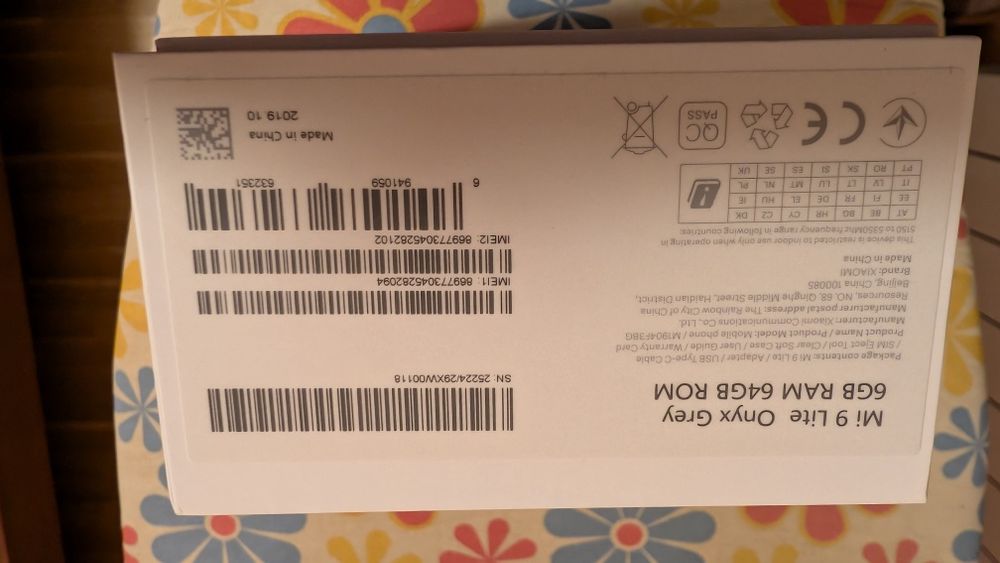 Mi 9 Lite Onyx Grey
6GB RAM 64GB ROM
Package contents: Mi 9 Lite / Adapter / USB Type-C Cable
/ SIM Eject Tool / Clear Soft Case / User Guide / Warranty Card
Product Name / Product Model: Mobile phone / M1904F3BG
Manufacturer: Xiaomi Communications Co., Ltd.
Manufacturer postal address: The Rainbow City of China
Resources, NO. 68, Qinghe Middle Street, Haidian District,
Beijing, China 100085
Brand: XIAOMI
Made in China
This device is restricted to indoor use only when operating in
5150 to 5350Mhz frequency range in following countries:
AT BE BG HR CY CZ DK
EE FI FR DE EL HU IE
IT LV LT LU MT NL PL
PT RO SK SI ES SE UK
CE
QC
PASS
SN: 25224/29XW00118
IMEI1: 869773045282094
IMEI2: 869773045282102
6 941059 632351
Made in China
2019.10